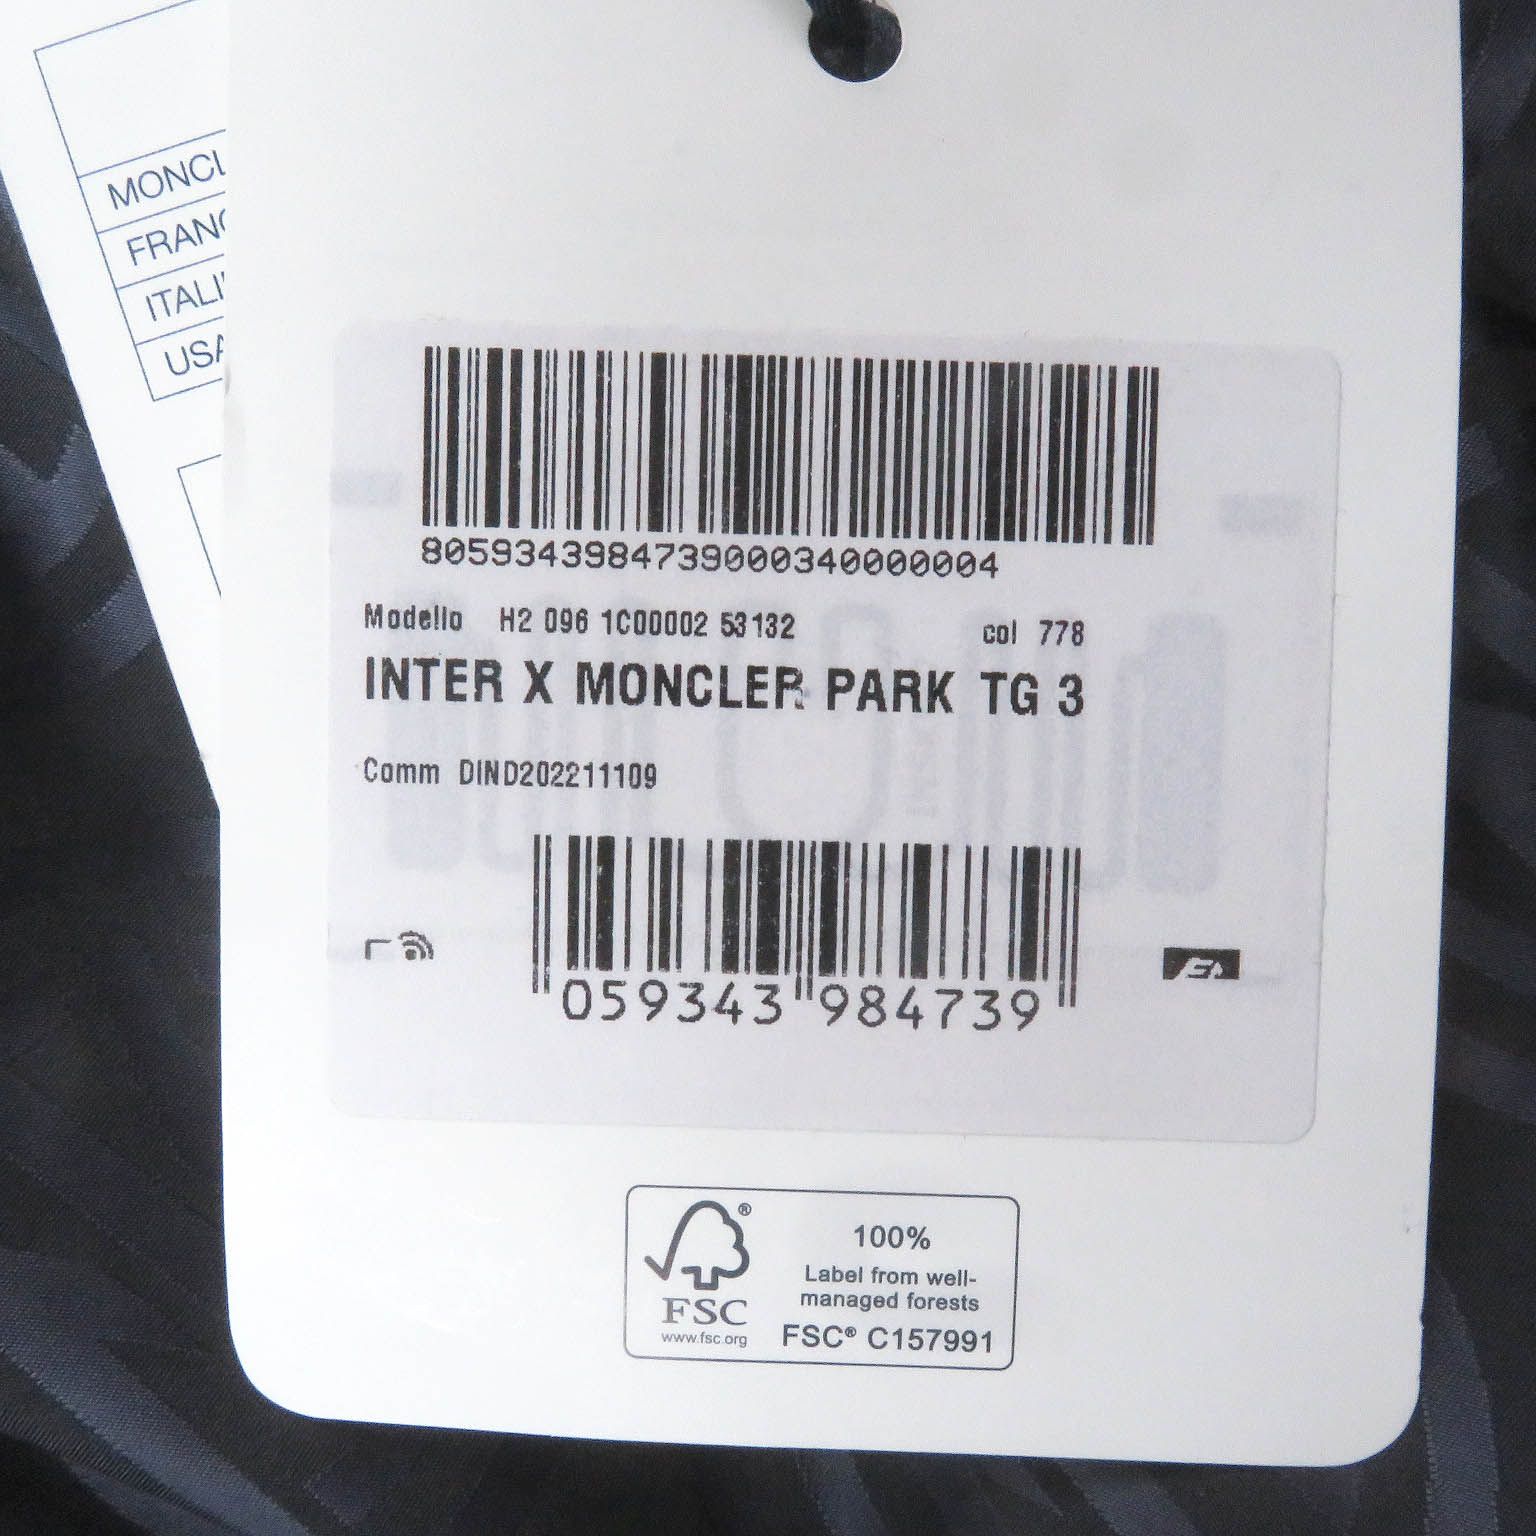 FRANC
ITALI
USA
8059343984739000340000004
Modello H2 096 1C00002 53132 col 778
INTER X MONCLER PARK TG 3
Comm DIND202211109
059343 984739
®
100%
Label from well-
managed forests
FSC
www.fsc.org
FSC® C157991